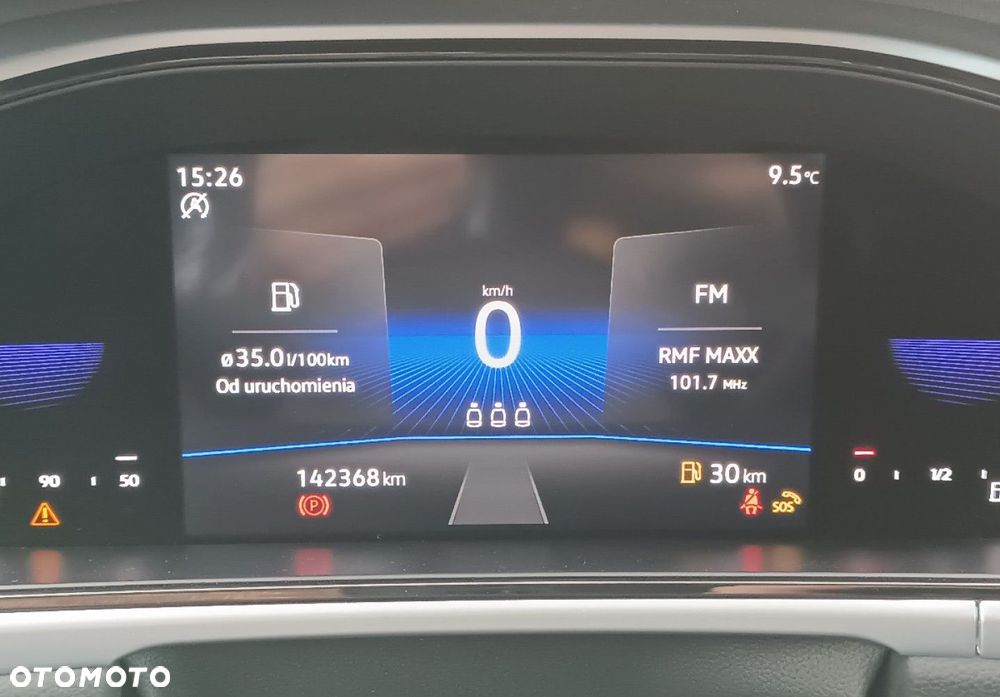 15:26
9.5°C
km/h
0
ø35.0 l/100km
Od uruchomienia
FM
RMF MAXX
101.7 MHz
90 50
142368 km
P
30 km
SOS
0 1/2
OTOMOTO